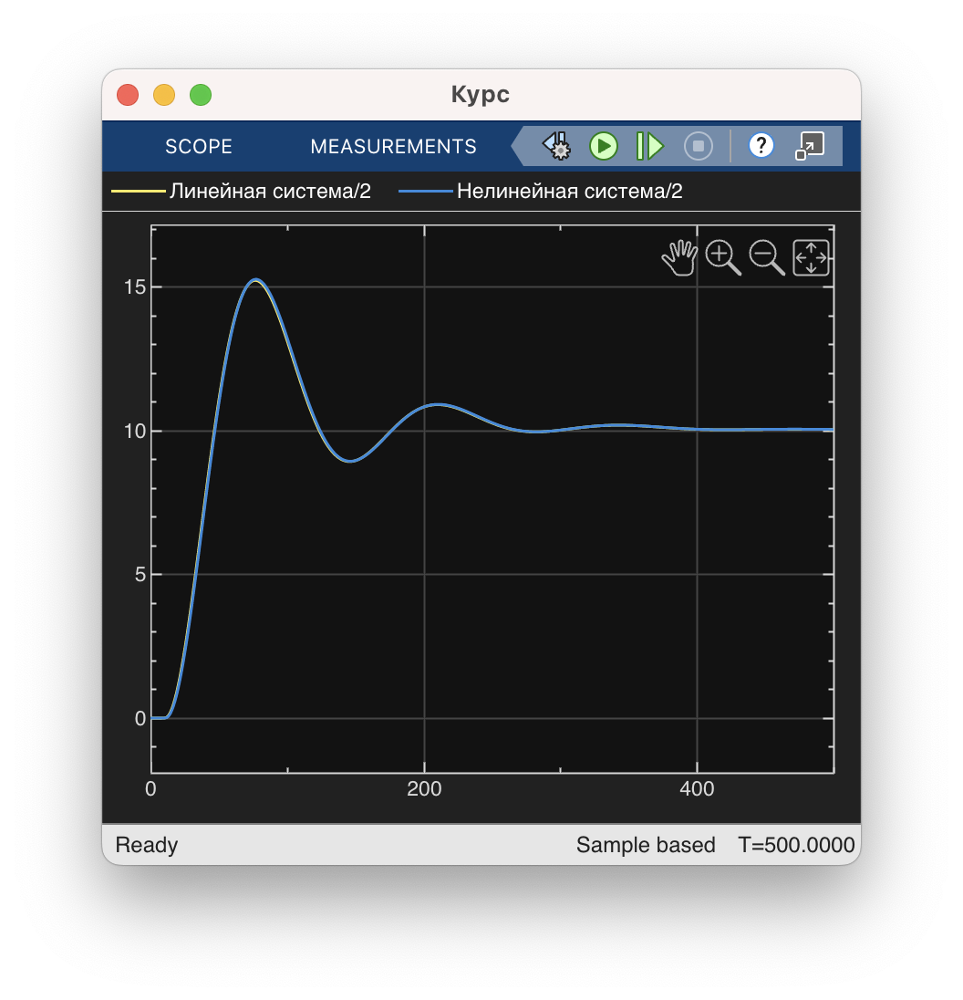 Курс
SCOPE MEASUREMENTS ?
Линейная система/2 Нелинейная система/2
15
10
5
0
0 200 400
Ready Sample based T=500.0000